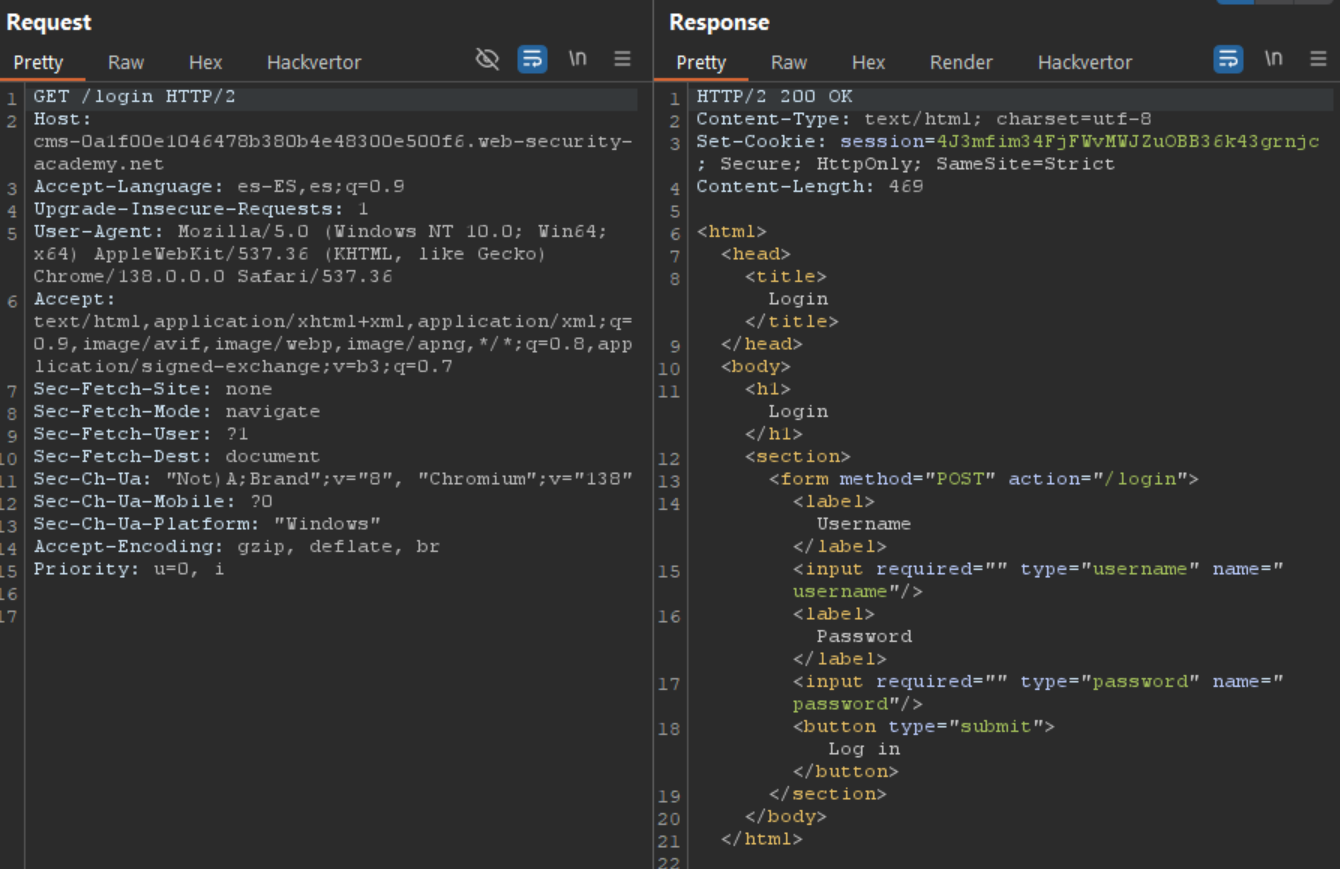 Request
Pretty Raw Hex Hackvertor \n
1 GET /login HTTP/2
2 Host:
cms-0a1f00e1046478b380b4e48300e500f6.web-security-
academy.net
3 Accept-Language: es-ES,es;q=0.9
4 Upgrade-Insecure-Requests: 1
5 User-Agent: Mozilla/5.0 (Windows NT 10.0; Win64;
x64) AppleWebKit/537.36 (KHTML, like Gecko)
Chrome/138.0.0.0 Safari/537.36
6 Accept:
text/html,application/xhtml+xml,application/xml;q=
0.9,image/avif,image/webp,image/apng,*/*;q=0.8,app
lication/signed-exchange;v=b3;q=0.7
7 Sec-Fetch-Site: none
8 Sec-Fetch-Mode: navigate
9 Sec-Fetch-User: ?1
10 Sec-Fetch-Dest: document
11 Sec-Ch-Ua: "Not)A;Brand";v="8", "Chromium";v="138"
12 Sec-Ch-Ua-Mobile: ?0
13 Sec-Ch-Ua-Platform: "Windows"
14 Accept-Encoding: gzip, deflate, br
15 Priority: u=0, i
16
17
Response
Pretty Raw Hex Render Hackvertor \n
1 HTTP/2 200 OK
2 Content-Type: text/html; charset=utf-8
3 Set-Cookie: session=4J3mfim34FjFWvMWJZuOBB36k43grnjc
; Secure; HttpOnly; SameSite=Strict
4 Content-Length: 469
5
6 <html>
7 <head>
8 <title>
Login
</title>
9 </head>
10 <body>
11 <h1>
Login
</h1>
12 <section>
13 <form method="POST" action="/login">
14 <label>
Username
</label>
15 <input required="" type="username" name="
username"/>
16 <label>
Password
</label>
17 <input required="" type="password" name="
password"/>
18 <button type="submit">
Log in
</button>
19 </section>
20 </body>
21 </html>
22